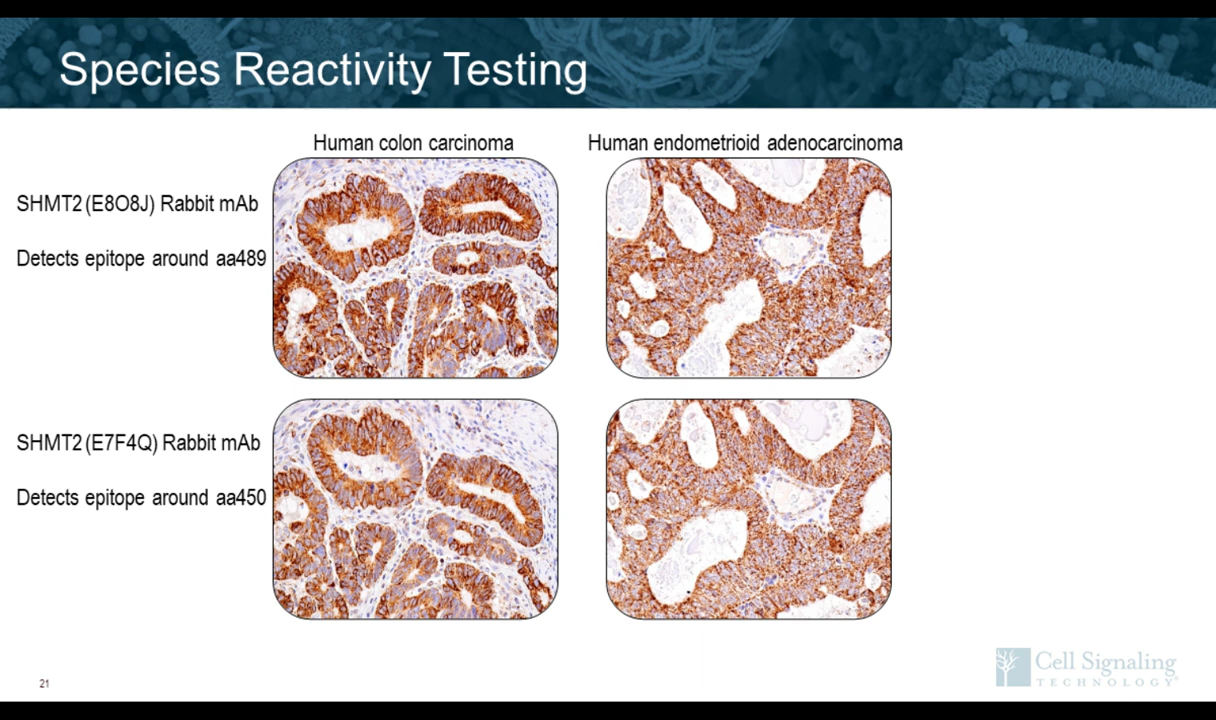 Species Reactivity Testing
Human colon carcinoma
Human endometrioid adenocarcinoma
SHMT2 (E8O8J) Rabbit mAb
Detects epitope around aa489
SHMT2 (E7F4Q) Rabbit mAb
Detects epitope around aa450
21
Cell Signaling
TECHNOLOGY®